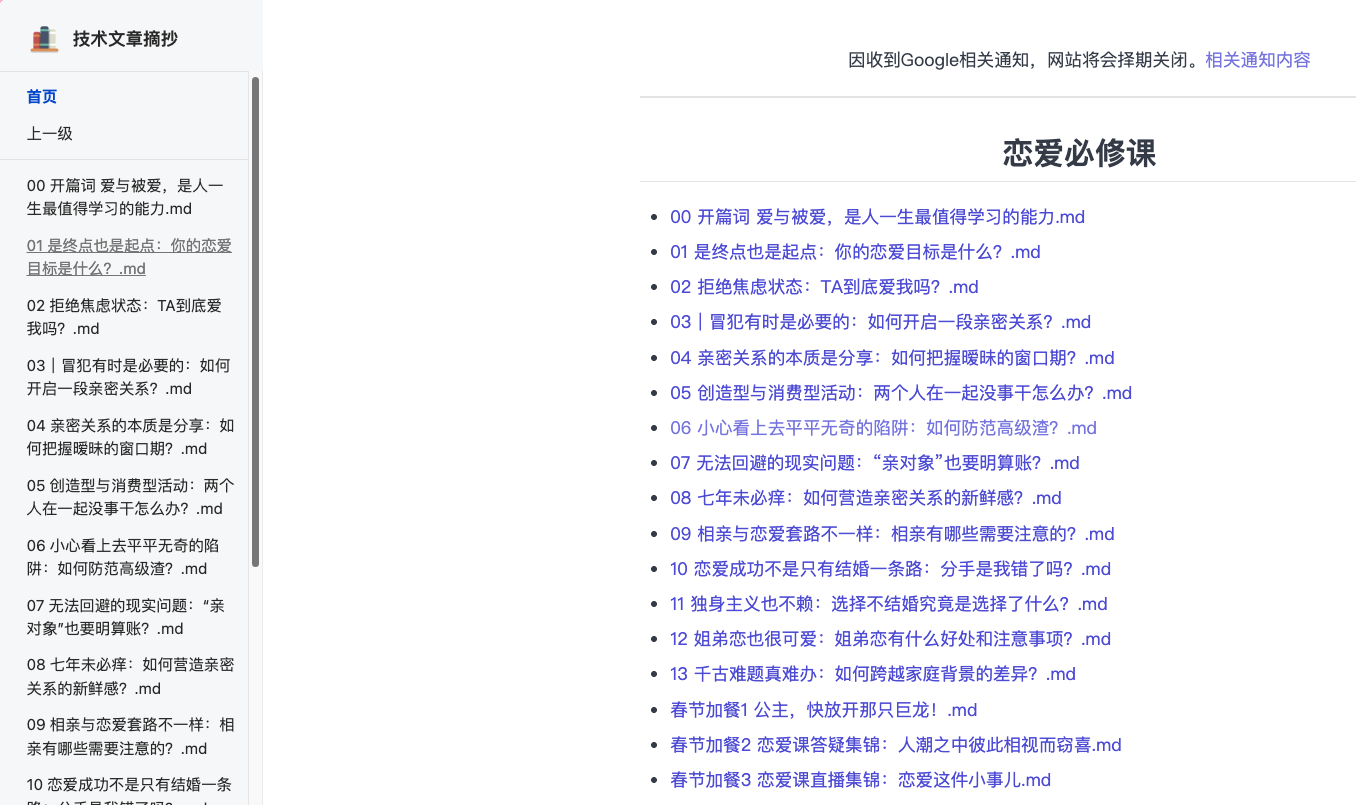 技术文章摘抄
首页
上一级
00 开篇词 爱与被爱，是人一
生最值得学习的能力.md
01 是终点也是起点：你的恋爱
目标是什么？.md
02 拒绝焦虑状态：TA到底爱
我吗？.md
03 | 冒犯有时是必要的：如何
开启一段亲密关系？.md
04 亲密关系的本质是分享：如
何把握暧昧的窗口期？.md
05 创造型与消费型活动：两个
人在一起没事干怎么办？.md
06 小心看上去平平无奇的陷
阱：如何防范高级渣？.md
07 无法回避的现实问题：“亲
对象”也要明算账？.md
08 七年未必痒：如何营造亲密
关系的新鲜感？.md
09 相亲与恋爱套路不一样：相
亲有哪些需要注意的？.md
10 恋爱成功不是只有结婚一条
因收到Google相关通知，网站将会择期关闭。相关通知内容
恋爱必修课
00 开篇词 爱与被爱，是人一生最值得学习的能力.md
01 是终点也是起点：你的恋爱目标是什么？.md
02 拒绝焦虑状态：TA到底爱我吗？.md
03 | 冒犯有时是必要的：如何开启一段亲密关系？.md
04 亲密关系的本质是分享：如何把握暧昧的窗口期？.md
05 创造型与消费型活动：两个人在一起没事干怎么办？.md
06 小心看上去平平无奇的陷阱：如何防范高级渣？.md
07 无法回避的现实问题：“亲对象”也要明算账？.md
08 七年未必痒：如何营造亲密关系的新鲜感？.md
09 相亲与恋爱套路不一样：相亲有哪些需要注意的？.md
10 恋爱成功不是只有结婚一条路：分手是我错了吗？.md
11 独身主义也不赖：选择不结婚究竟是选择了什么？.md
12 姐弟恋也很可爱：姐弟恋有什么好处和注意事项？.md
13 千古难题真难办：如何跨越家庭背景的差异？.md
春节加餐1 公主，快放开那只巨龙！.md
春节加餐2 恋爱课答疑集锦：人潮之中彼此相视而窃喜.md
春节加餐3 恋爱课直播集锦：恋爱这件小事儿.md